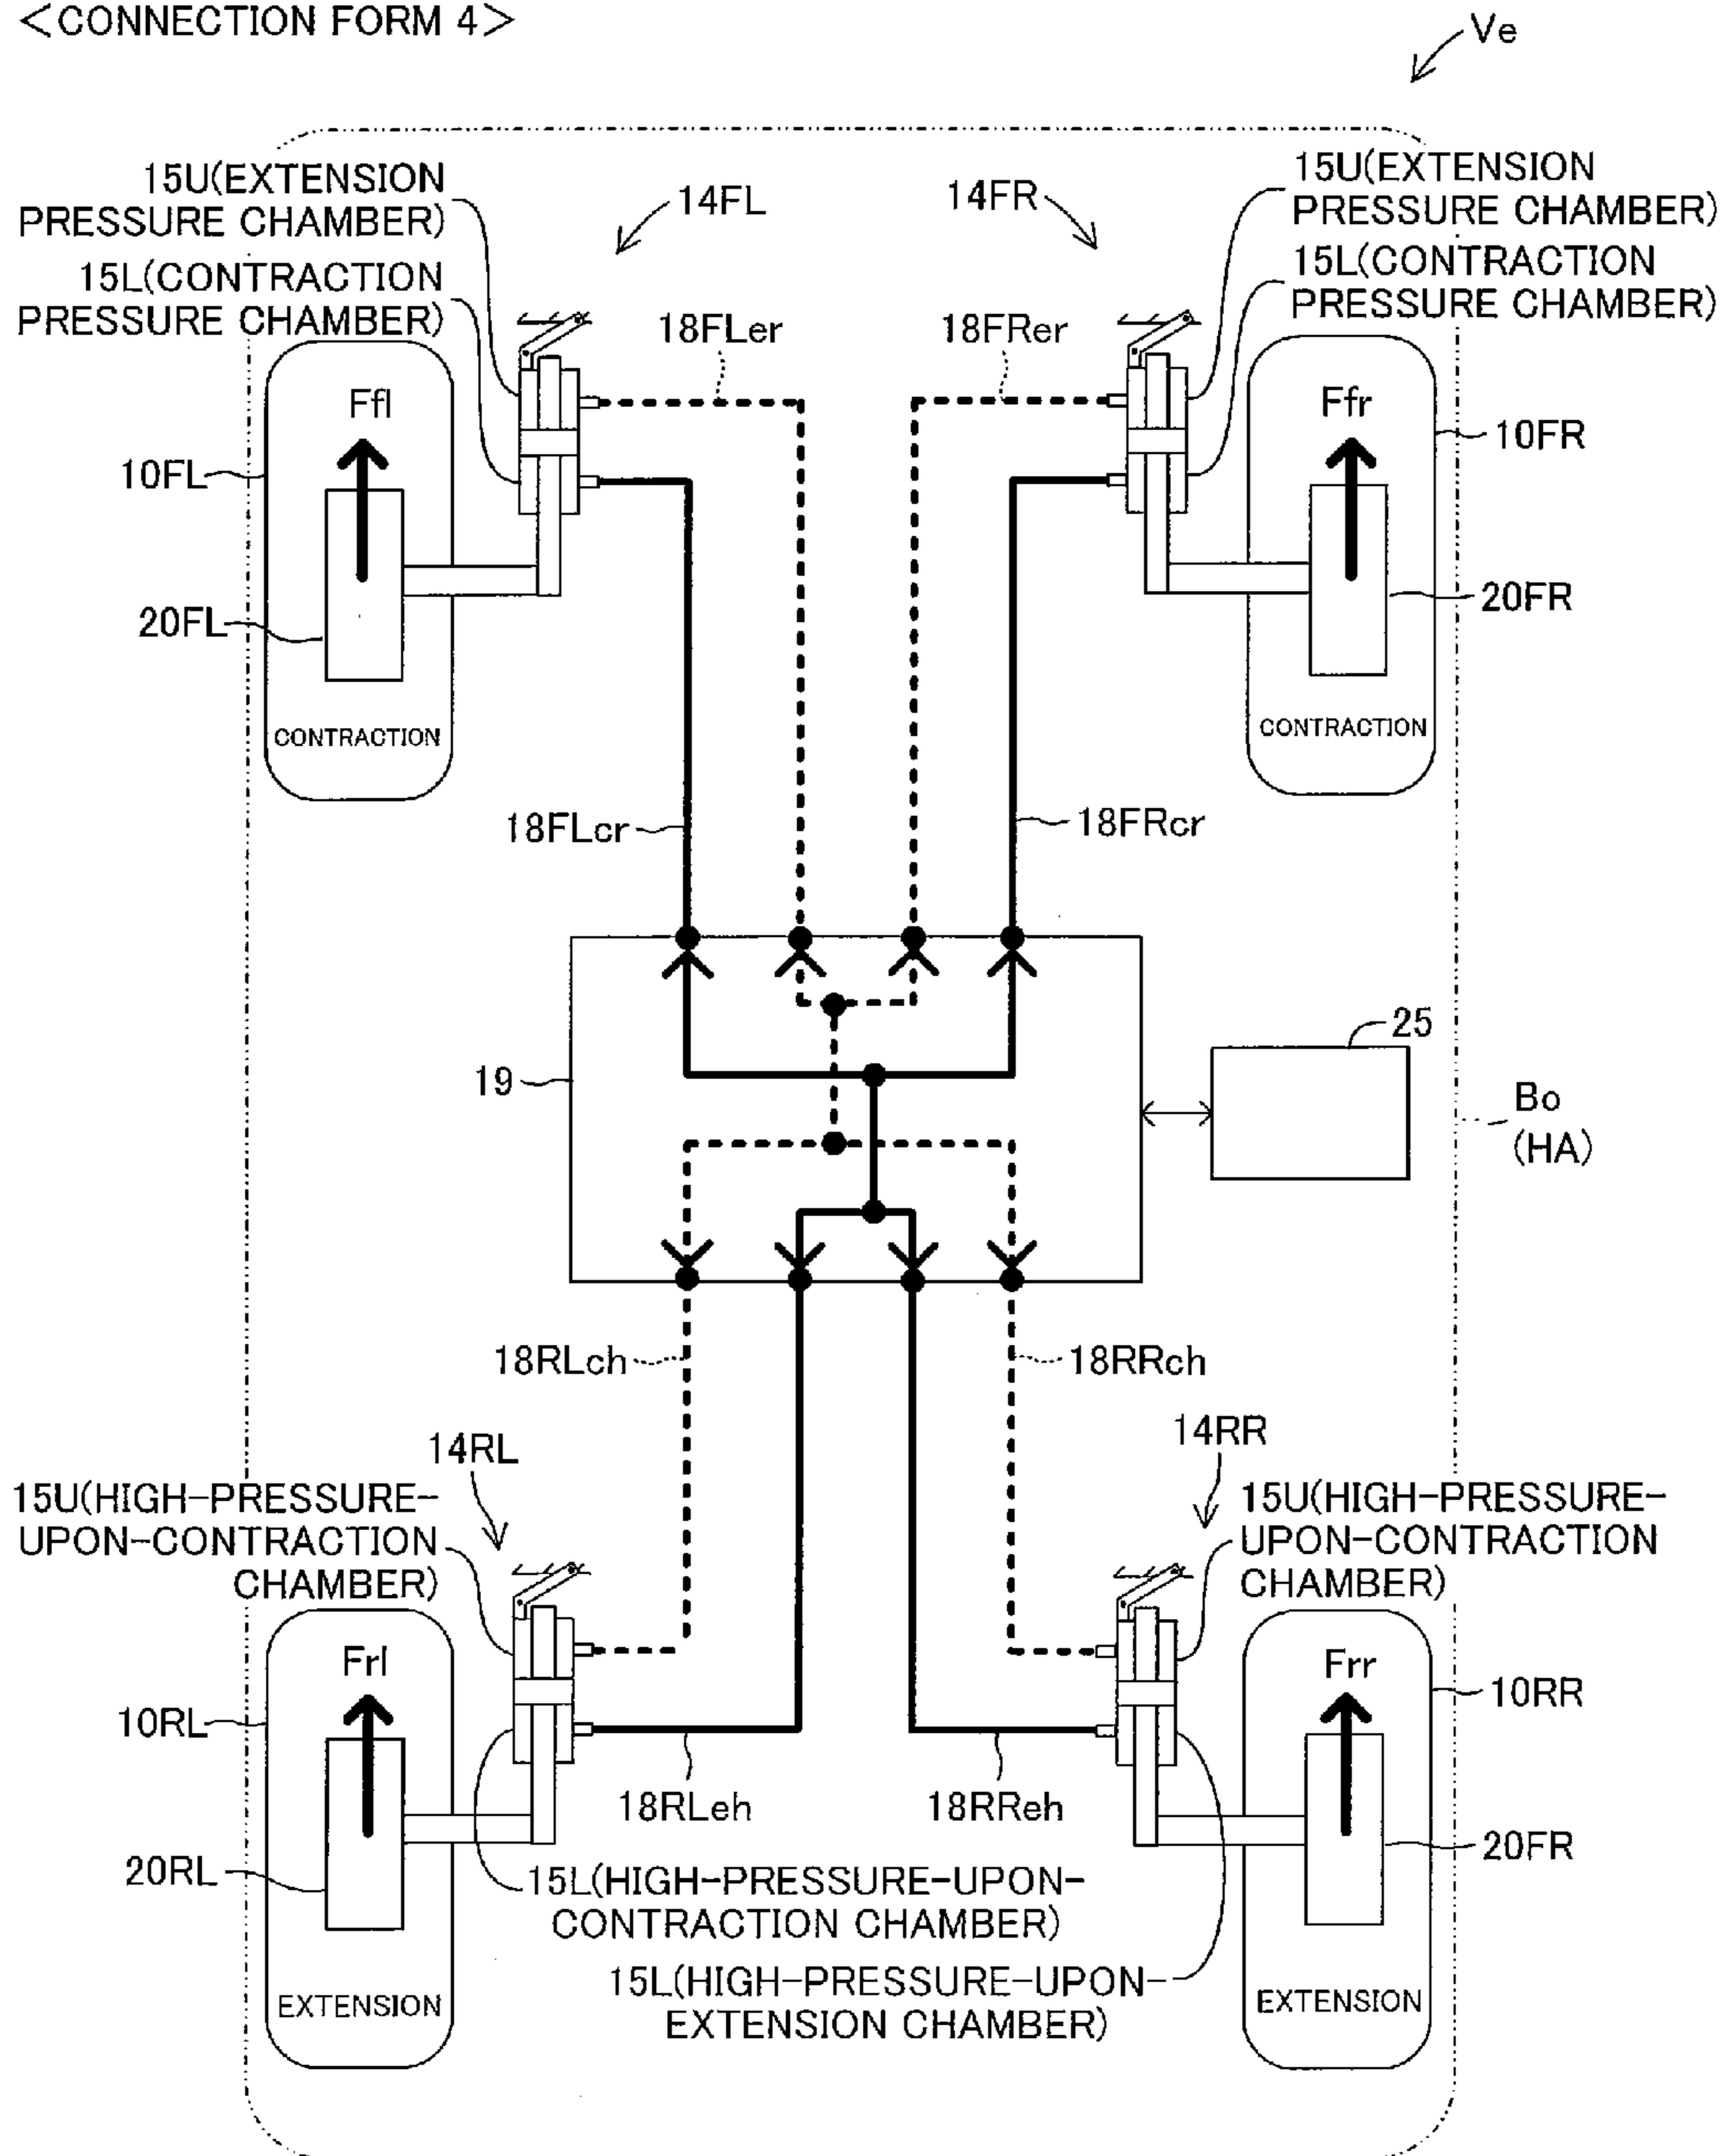 <CONNECTION FORM 4>
Ve
15U(EXTENSION
PRESSURE CHAMBER)
15L(CONTRACTION
PRESSURE CHAMBER)
14FL
14FR
15U(EXTENSION
PRESSURE CHAMBER)
15L(CONTRACTION
PRESSURE CHAMBER)
18FLer
18FRer
Ffl
Ffr
10FL
10FR
20FL
20FR
CONTRACTION
CONTRACTION
18FLcr
18FRcr
19
25
Bo
(HA)
18RLch
18RRch
14RL
14RR
15U(HIGH-PRESSURE-
UPON-CONTRACTION
CHAMBER)
15U(HIGH-PRESSURE-
UPON-CONTRACTION
CHAMBER)
Frl
Frr
10RL
10RR
18RLeh
18RReh
20RL
20FR
15L(HIGH-PRESSURE-UPON-
CONTRACTION CHAMBER)
15L(HIGH-PRESSURE-UPON-
EXTENSION CHAMBER)
EXTENSION
EXTENSION